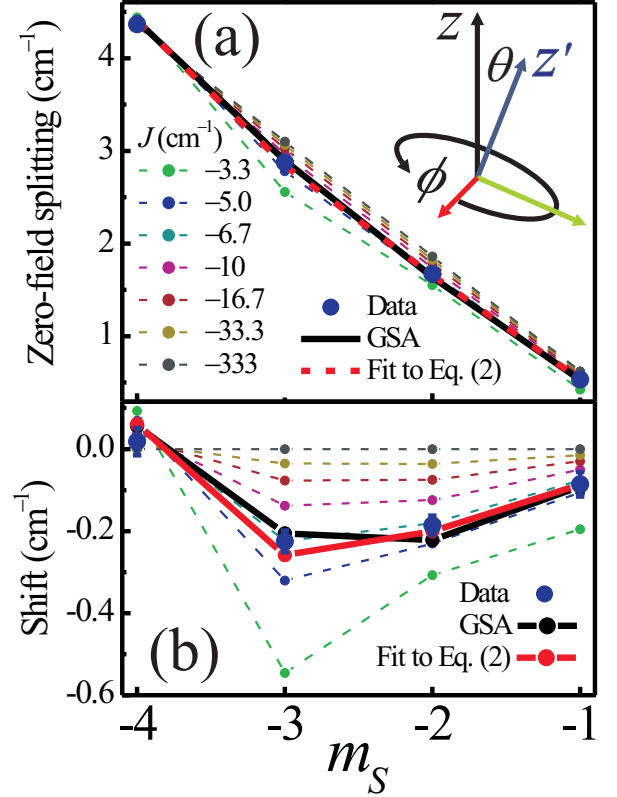 (a)
Zero-field splitting (cm⁻¹)
4
3
2
1
J (cm⁻¹)
−3.3
−5.0
−6.7
−10
−16.7
−33.3
−333
z
θ
z'
ϕ
Data
GSA
Fit to Eq. (2)
(b)
Shift (cm⁻¹)
0.0
-0.2
-0.4
-0.6
Data
GSA
Fit to Eq. (2)
-4 -3 -2 -1
mS